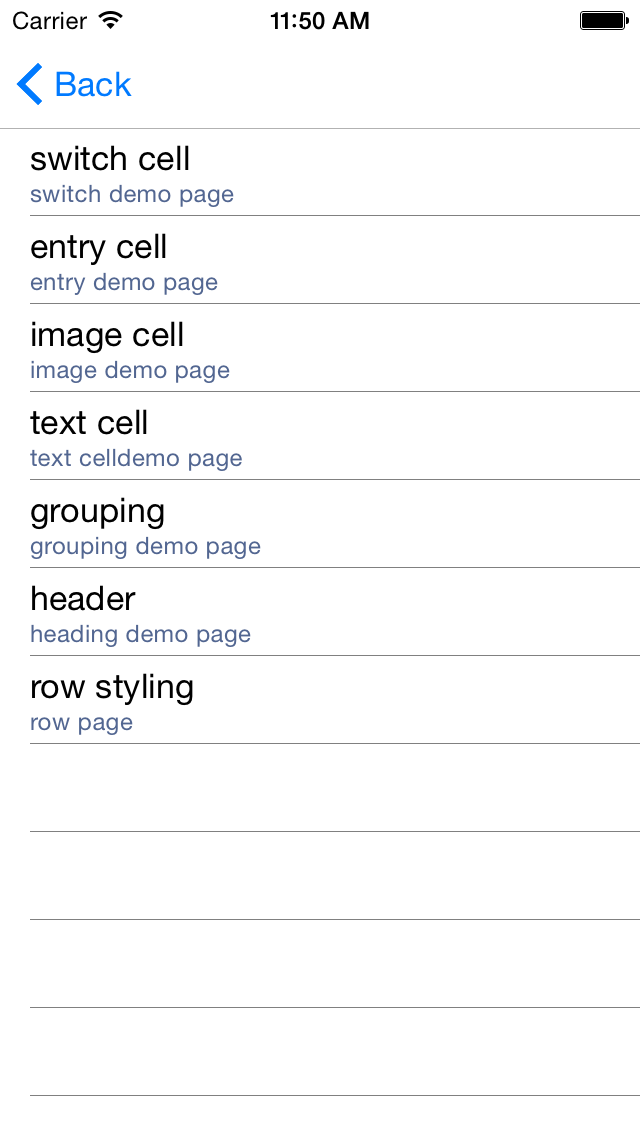 Carrier 11:50 AM
Back
switch cell
switch demo page
entry cell
entry demo page
image cell
image demo page
text cell
text celldemo page
grouping
grouping demo page
header
heading demo page
row styling
row page